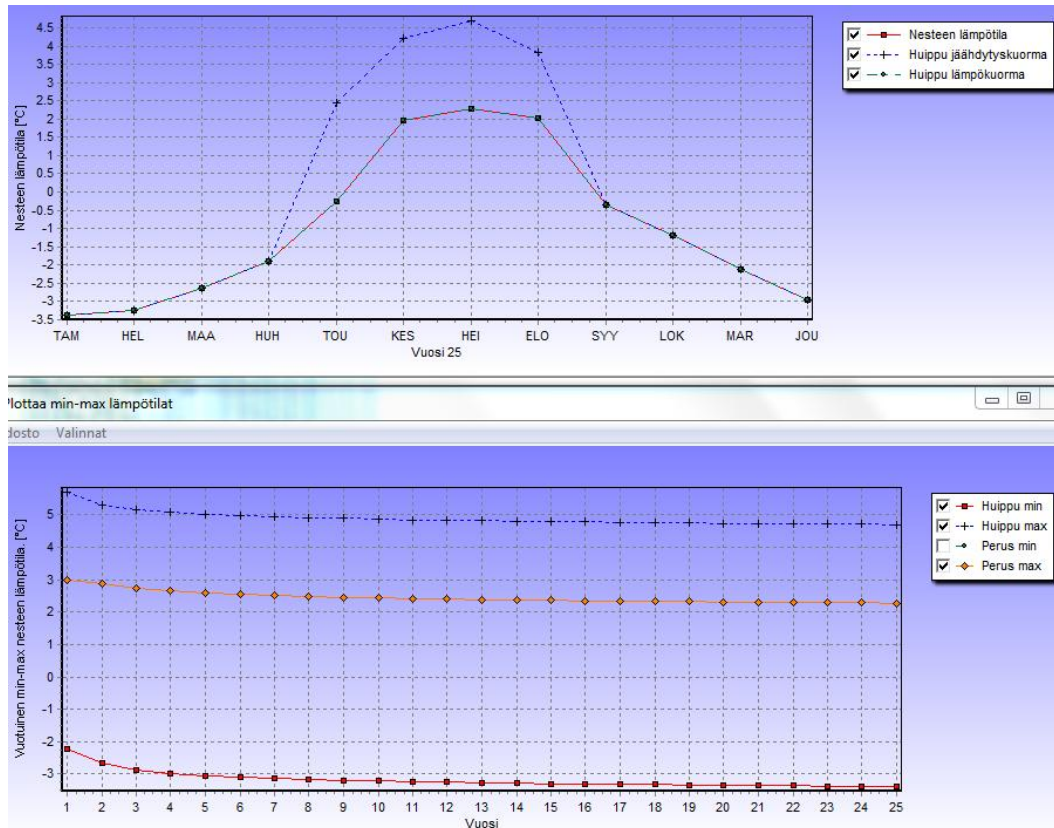 4.5
4
3.5
3
2.5
2
1.5
1
0.5
0
-0.5
-1
-1.5
-2
-2.5
-3
-3.5
Nesteen lämpötila [°C]
TAM HEL MAA HUH TOU KES HEI ELO SYY LOK MAR JOU
Vuosi 25
Nesteen lämpötila
Huippu jäähdytyskuorma
Huippu lämpökuorma
Plottaa min-max lämpötilat
dosto Valinnat
5
4
3
2
1
0
-1
-2
-3
Vuotuinen min-max nesteen lämpötila. [°C]
1 2 3 4 5 6 7 8 9 10 11 12 13 14 15 16 17 18 19 20 21 22 23 24 25
Vuosi
Huippu min
Huippu max
Perus min
Perus max